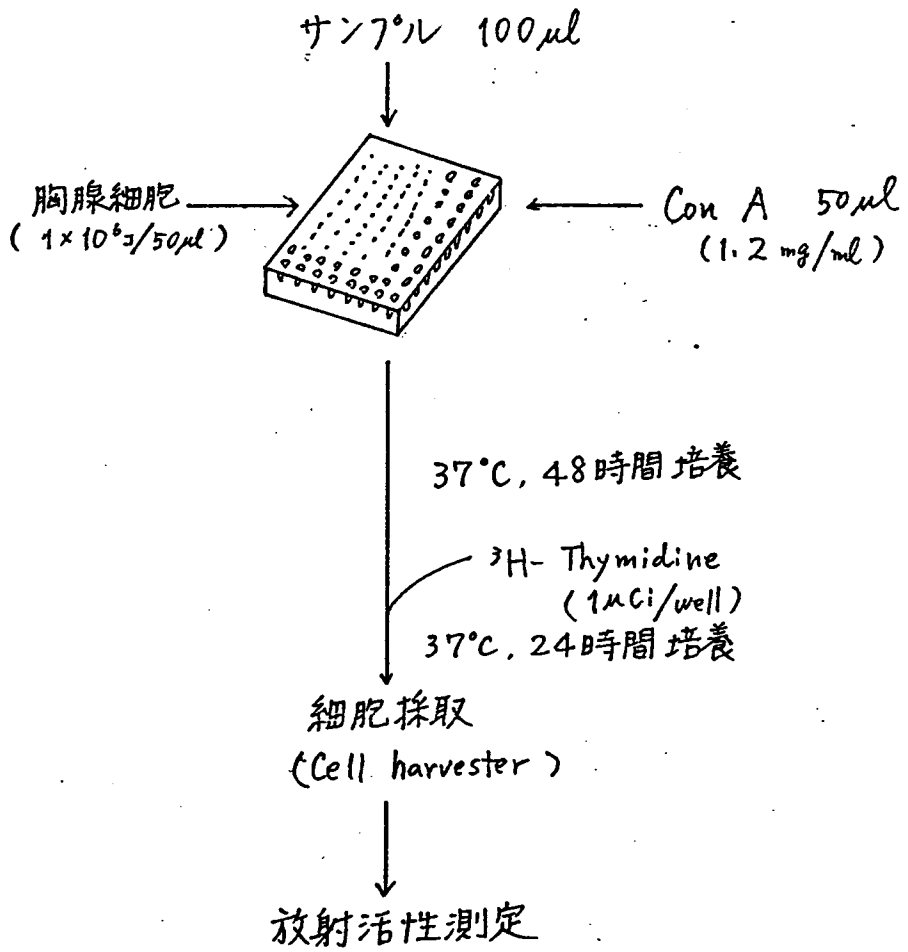 サンプル 100μl
胸腺細胞
(1×10⁶コ/50μl)
Con A 50μl
(1.2 mg/ml)
37°C, 48時間培養
³H- Thymidine
(1μCi/well)
37°C, 24時間培養
細胞採取
(Cell harvester)
放射活性測定